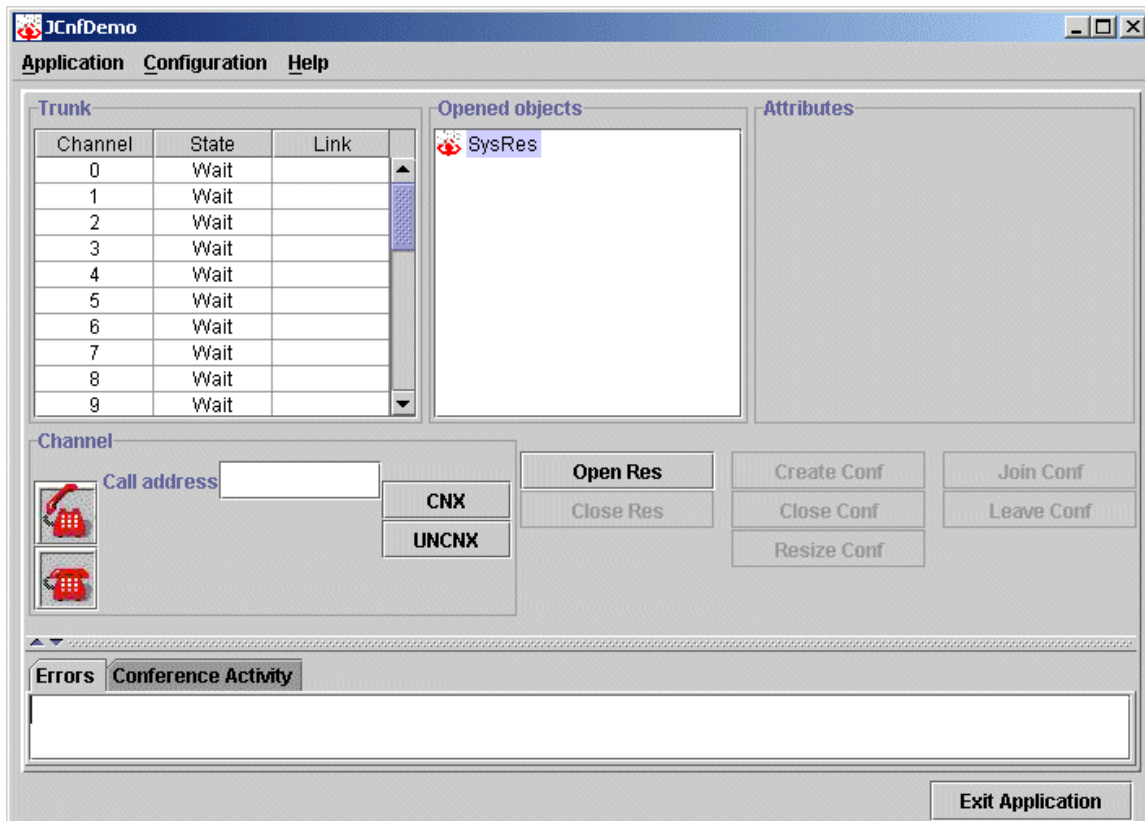 JCnfDemo
Application Configuration Help
Trunk
Channel State Link
0 Wait
1 Wait
2 Wait
3 Wait
4 Wait
5 Wait
6 Wait
7 Wait
8 Wait
9 Wait
Opened objects
SysRes
Attributes
Channel
Call address
CNX
UNCNX
Open Res
Close Res
Create Conf
Close Conf
Resize Conf
Join Conf
Leave Conf
Errors Conference Activity
Exit Application